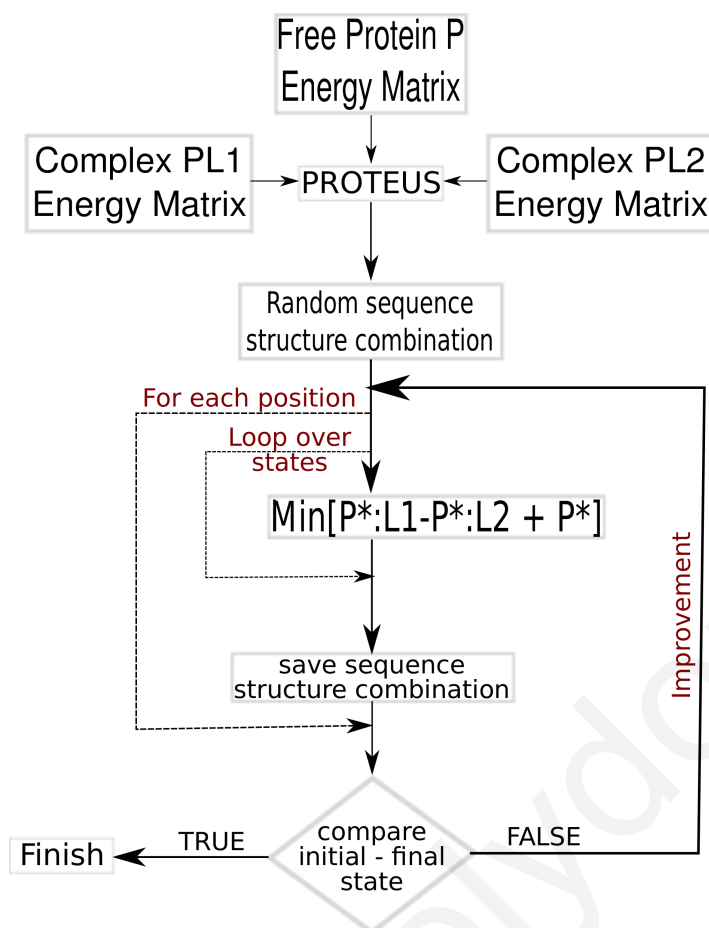 Free Protein P
Energy Matrix
Complex PL1
Energy Matrix
PROTEUS
Complex PL2
Energy Matrix
Random sequence
structure combination
For each position
Loop over
states
Min[P*:L1-P*:L2 + P*]
Improvement
save sequence
structure combination
compare
initial - final
state
TRUE
FALSE
Finish